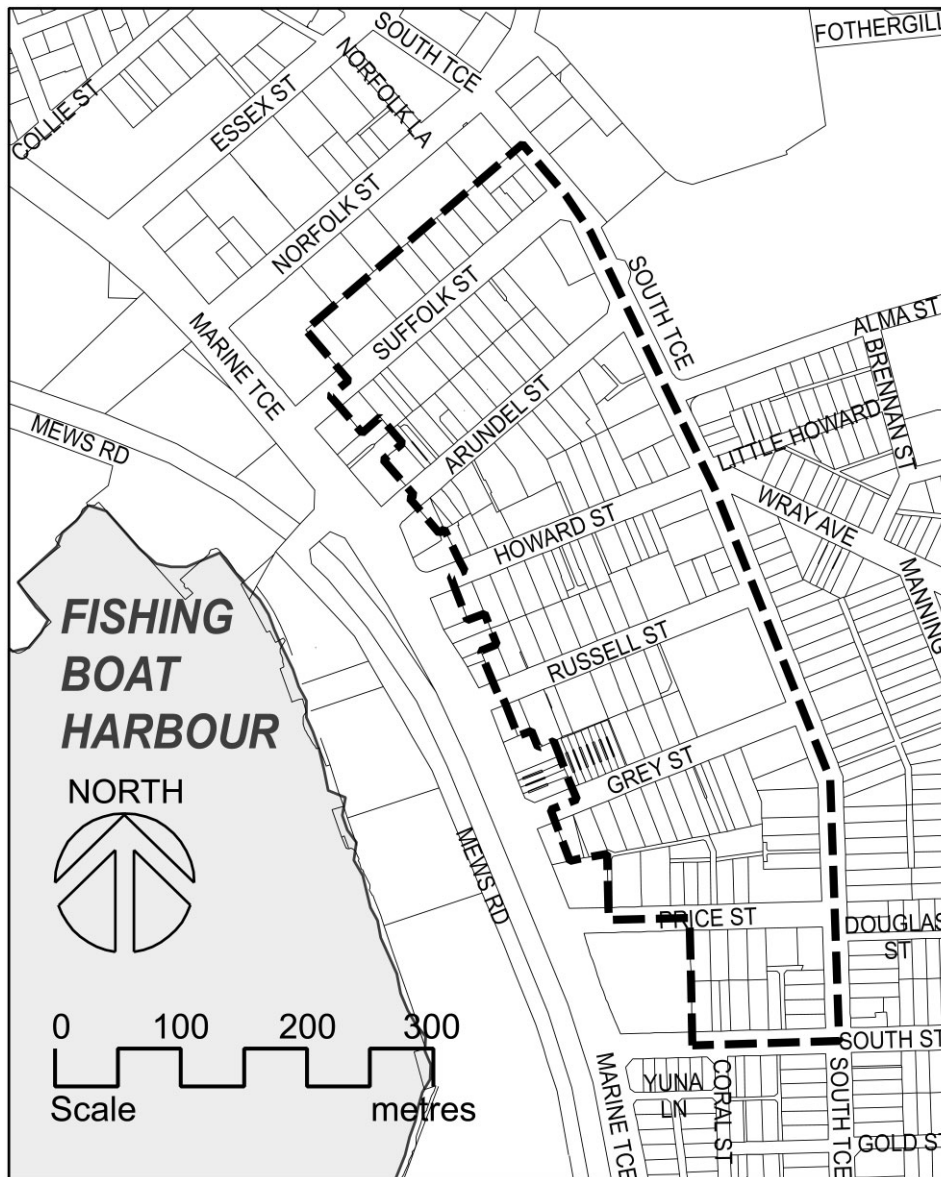 FOTHERGILL
SOUTH TCE
NORFOLK LA
ESSEX ST
COLLIE ST
NORFOLK ST
SUFFOLK ST
SOUTH TCE
MARINE TCE
ALMA ST
BRENNAN ST
ARUNDEL ST
LITTLE HOWARD
MEWS RD
WRAY AVE
HOWARD ST
MANNING
FISHING
BOAT
HARBOUR
RUSSELL ST
GREY ST
NORTH
MEWS RD
PRICE ST
DOUGLAS
ST
0 100 200 300
Scale metres
SOUTH ST
MARINE TCE
YUNA
LN
CORAL ST
SOUTH TCE
GOLD S